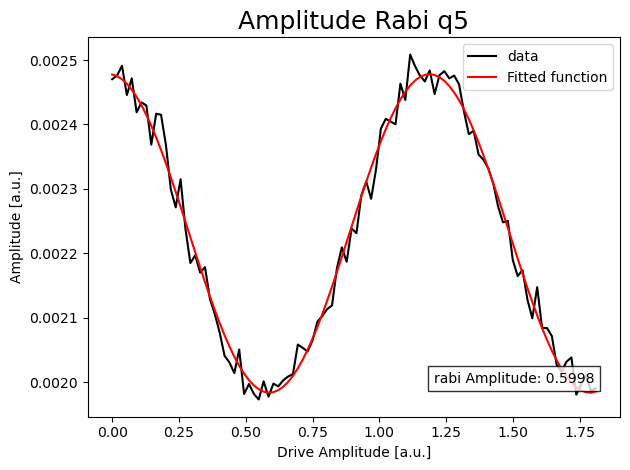 Amplitude Rabi q5
data
Fitted function
Amplitude [a.u.]
0.0025
0.0024
0.0023
0.0022
0.0021
0.0020
rabi Amplitude: 0.5998
0.00
0.25
0.50
0.75
1.00
1.25
1.50
1.75
Drive Amplitude [a.u.]